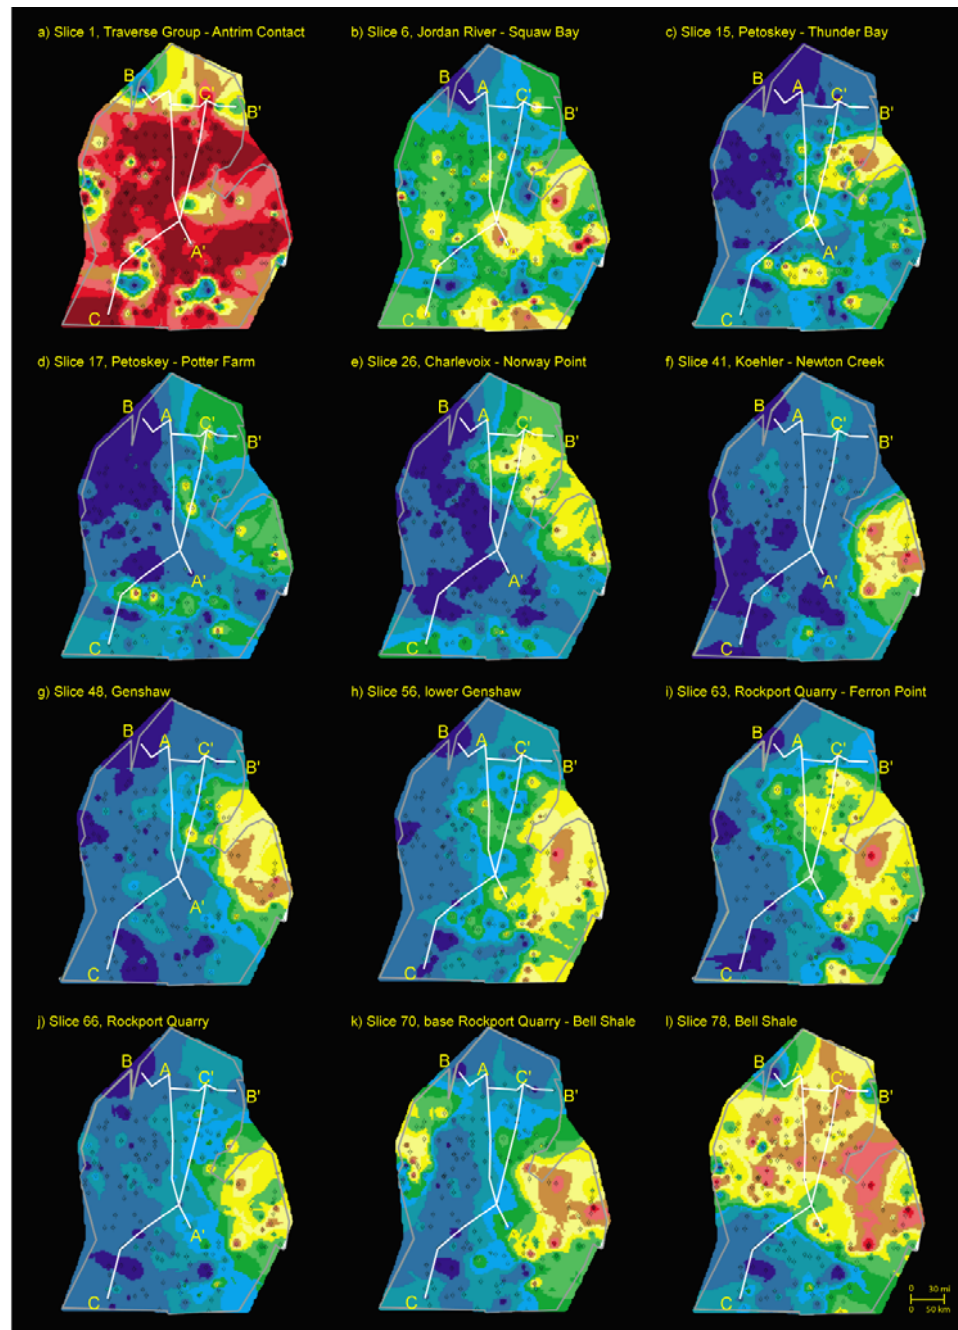 a) Slice 1, Traverse Group - Antrim Contact
b) Slice 6, Jordan River - Squaw Bay
c) Slice 15, Petoskey - Thunder Bay
B
C'
B'
A'
C
B
A
C'
B'
A'
C
B
A
C'
B'
A'
C
d) Slice 17, Petoskey - Potter Farm
e) Slice 26, Charlevoix - Norway Point
f) Slice 41, Koehler - Newton Creek
B
A
C'
B'
A'
C
B
A
C'
B'
A'
C
B
A
C'
B'
A'
C
g) Slice 48, Genshaw
h) Slice 56, lower Genshaw
i) Slice 63, Rockport Quarry - Ferron Point
B
A
C'
B'
A'
C
B
A
C'
B'
A'
C
B
A
C'
B'
A'
C
j) Slice 66, Rockport Quarry
k) Slice 70, base Rockport Quarry - Bell Shale
l) Slice 78, Bell Shale
B
A
C'
B'
A'
C
B
A
C'
B'
A'
C
B
A
C'
B'
A'
C
0 30 mi
0 50 km